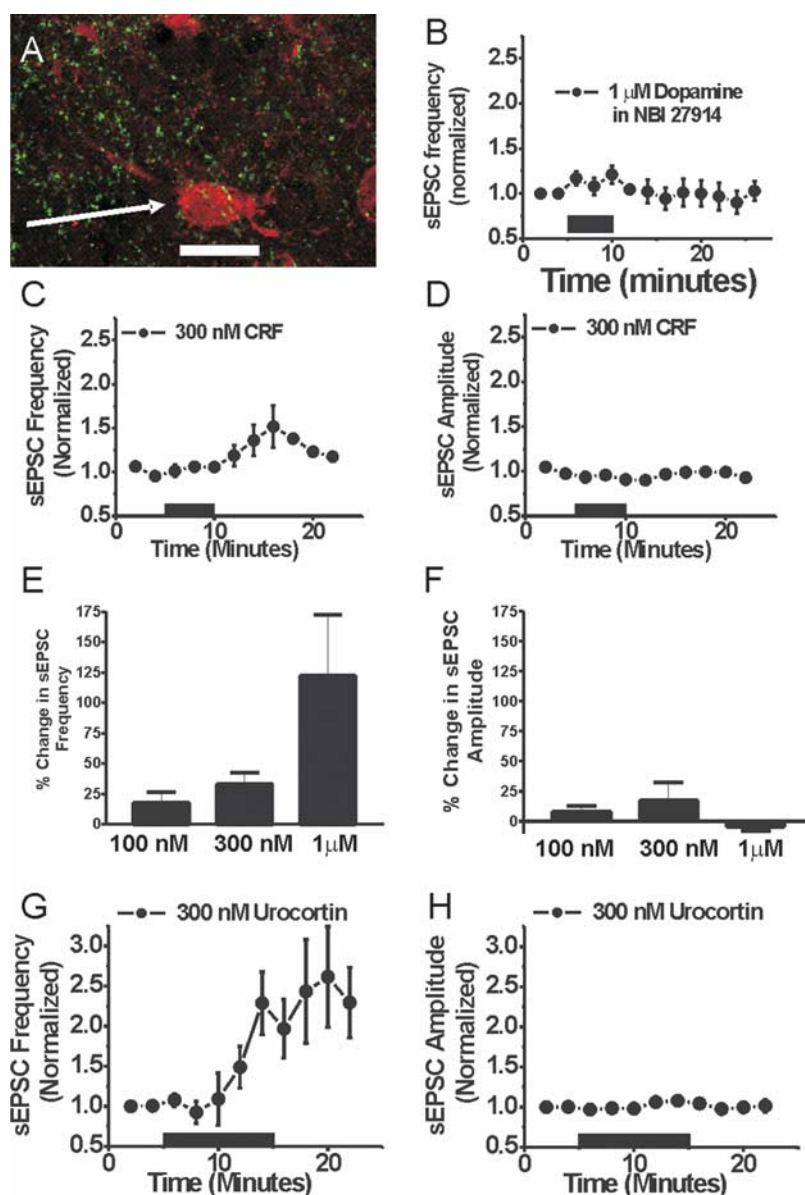 A
B
sEPSC frequency
(normalized)
2.5
2.0
1.5
1.0
0.5
1 μM Dopamine
in NBI 27914
0 10 20
Time (minutes)
C
sEPSC Frequency
(Normalized)
2.5
2.0
1.5
1.0
0.5
300 nM CRF
0 10 20
Time (Minutes)
D
sEPSC Amplitude
(Normalized)
2.5
2.0
1.5
1.0
0.5
300 nM CRF
0 10 20
Time (Minutes)
E
% Change in sEPSC
Frequency
175
150
125
100
75
50
25
0
100 nM 300 nM 1μM
F
% Change in sEPSC
Amplitude
175
150
125
100
75
50
25
0
100 nM 300 nM 1μM
G
sEPSC Frequency
(Normalized)
3.0
2.5
2.0
1.5
1.0
0.5
300 nM Urocortin
0 10 20
Time (Minutes)
H
sEPSC Amplitude
(Normalized)
3.0
2.5
2.0
1.5
1.0
0.5
300 nM Urocortin
0 10 20
Time (Minutes)